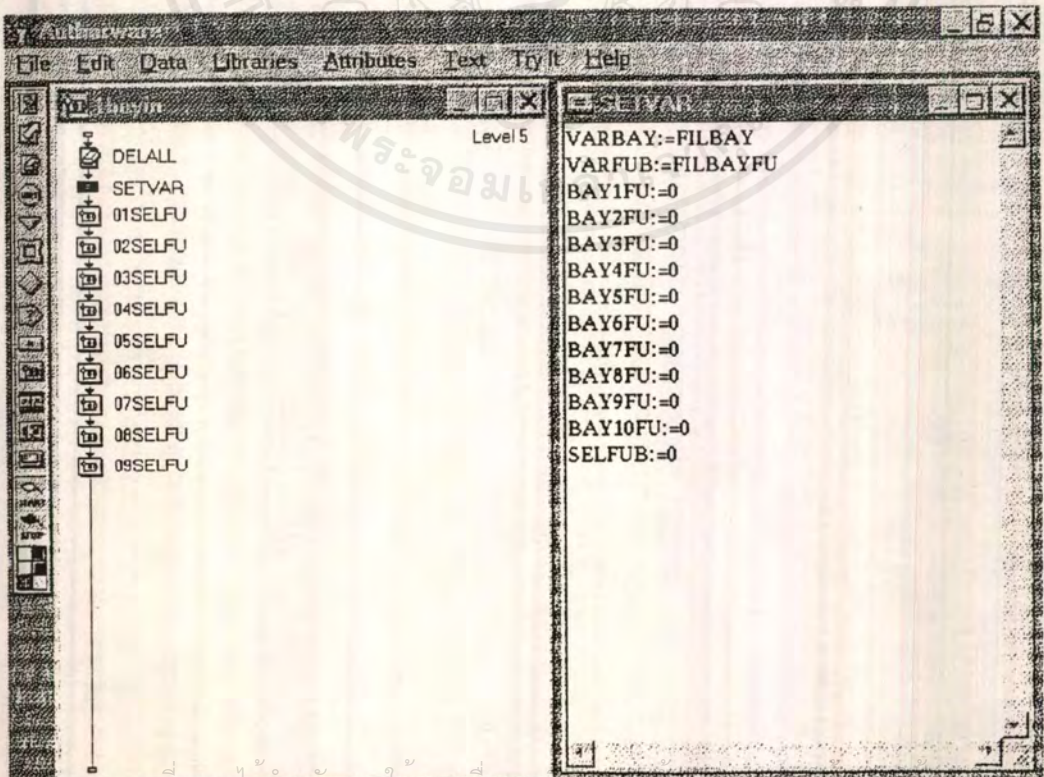 Authorware
File Edit Data Libraries Attributes Text Try It Help
Level 5
DELALL
SETVAR
01SELFU
02SELFU
03SELFU
04SELFU
05SELFU
06SELFU
07SELFU
08SELFU
09SELFU
SETVAR
VARBAY:=FILBAY
VARFUB:=FILBAYFU
BAY1FU:=0
BAY2FU:=0
BAY3FU:=0
BAY4FU:=0
BAY5FU:=0
BAY6FU:=0
BAY7FU:=0
BAY8FU:=0
BAY9FU:=0
BAY10FU:=0
SELFUB:=0